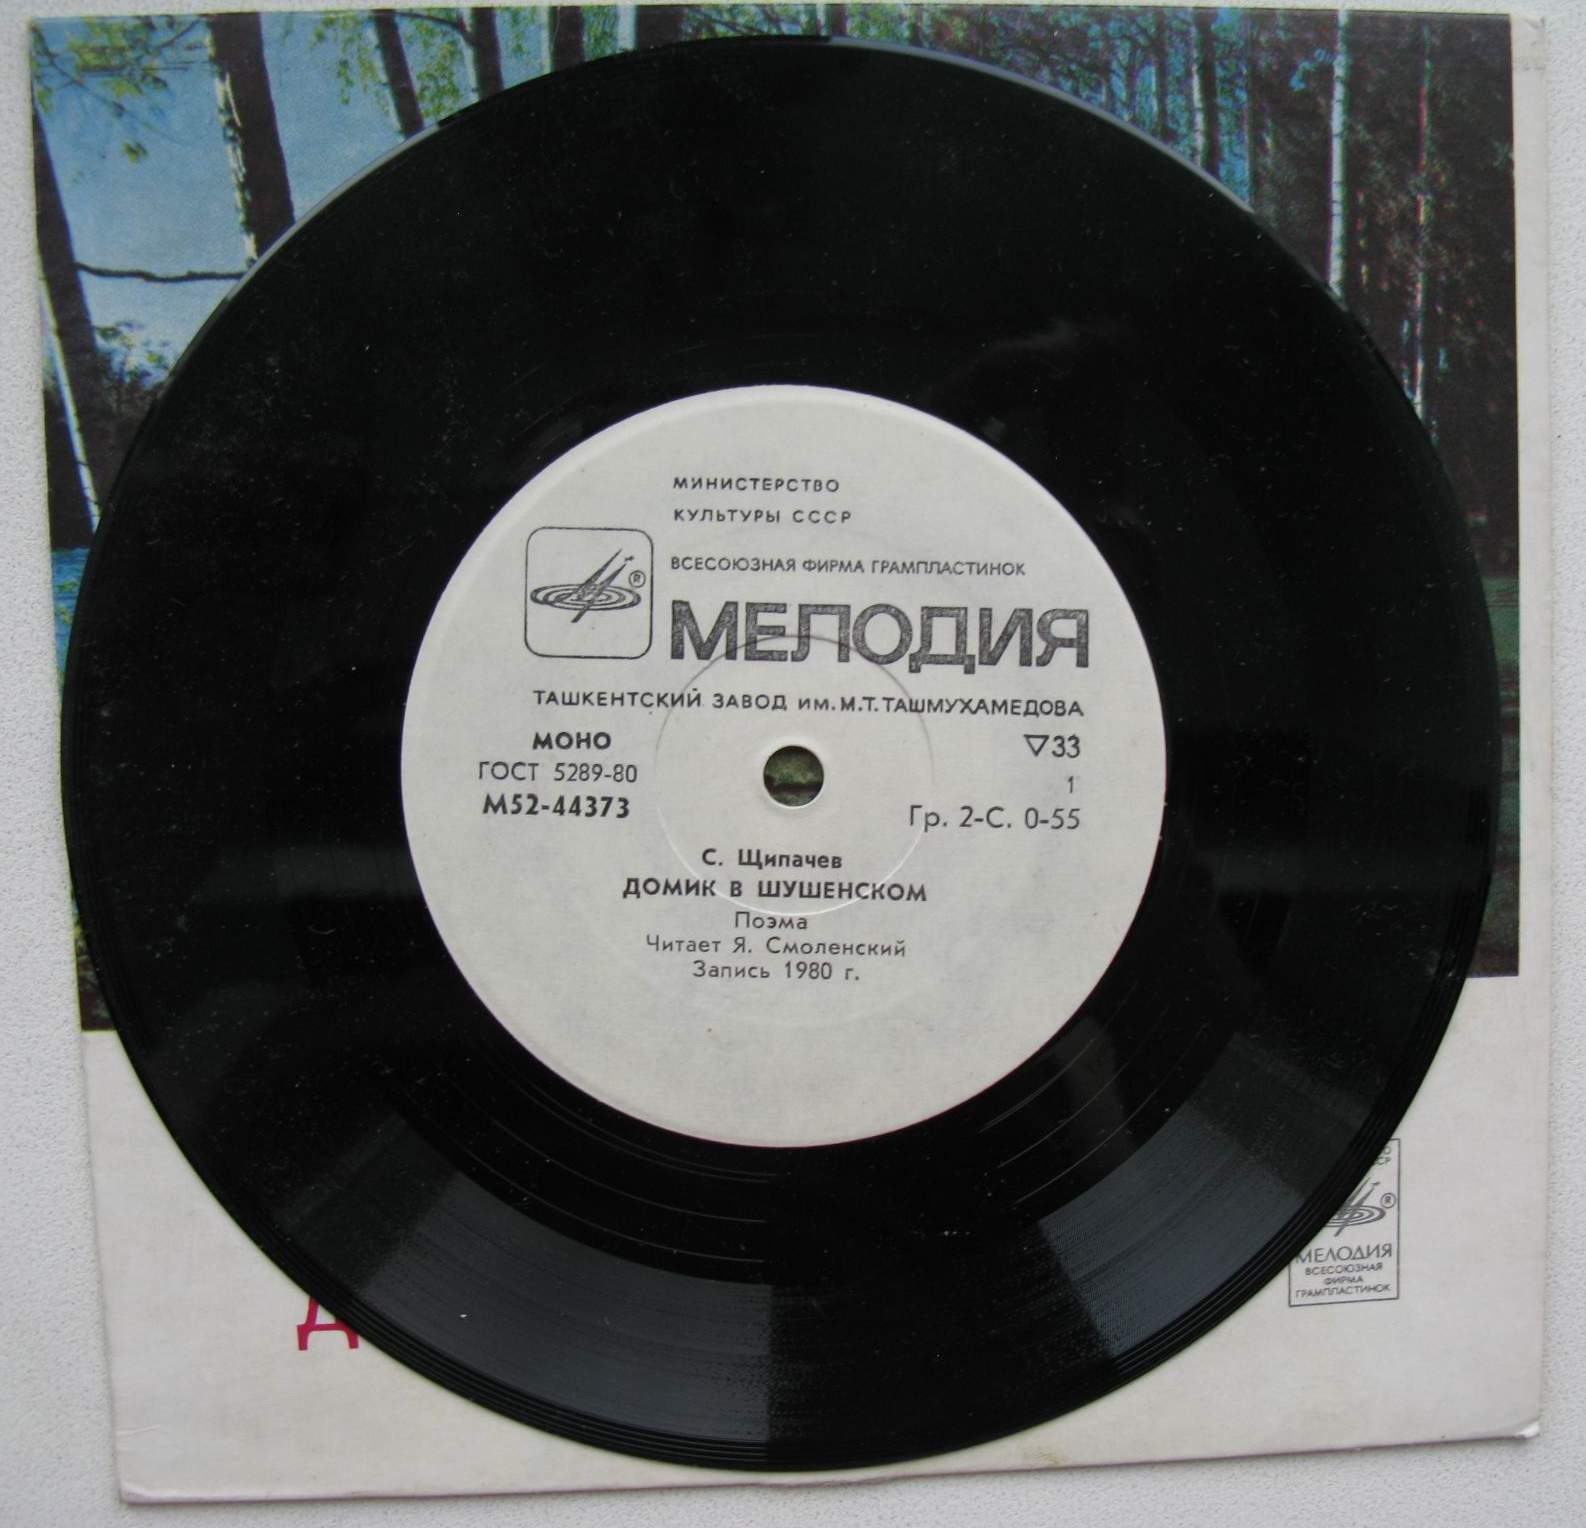 МИНИСТЕРСТВО
КУЛЬТУРЫ СССР
ВСЕСОЮЗНАЯ ФИРМА ГРАМПЛАСТИНОК
®
МЕЛОДИЯ
ТАШКЕНТСКИЙ ЗАВОД ИМ. М.Т. ТАШМУХАМЕДОВА
МОНО
ГОСТ 5289-80
М52-44373
▽33
1
Гр. 2-С. 0-55
С. Щипачев
ДОМИК В ШУШЕНСКОМ
Поэма
Читает Я. Смоленский
Запись 1980 г.
Д
®
МЕЛОДИЯ
ВСЕСОЮЗНАЯ
ФИРМА
ГРАМПЛАСТИНОК